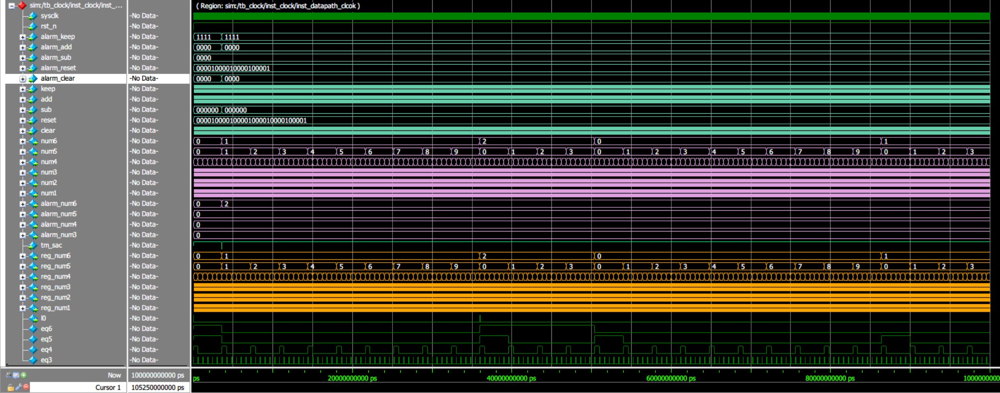 sim:/tb_clock/inst_clock/inst_... ( Region: sim:/tb_clock/inst_clock/inst_datapath_clcok )
sysclk -No Data-
rst_n -No Data-
alarm_keep -No Data- 1111 1111
alarm_add -No Data- 0000 0000
alarm_sub -No Data- 0000
alarm_reset -No Data- 00001000010000100001
alarm_clear -No Data- 0000 0000
keep -No Data-
add -No Data-
sub -No Data- 000000 000000
reset -No Data- 000010000100001000010000100001
clear -No Data-
num6 -No Data- 0 1 2 0 1
num5 -No Data- 0 1 2 3 4 5 6 7 8 9 0 1 2 3 0 1 2 3 4 5 6 7 8 9 0 1 2 3
num4 -No Data-
num3 -No Data-
num2 -No Data-
num1 -No Data-
alarm_num6 -No Data- 0 2
alarm_num5 -No Data- 0
alarm_num4 -No Data- 0
alarm_num3 -No Data- 0
tm_sac -No Data-
reg_num6 -No Data- 0 1 2 0 1
reg_num5 -No Data- 0 1 2 3 4 5 6 7 8 9 0 1 2 3 0 1 2 3 4 5 6 7 8 9 0 1 2 3
reg_num4 -No Data-
reg_num3 -No Data-
reg_num2 -No Data-
reg_num1 -No Data-
l0 -No Data-
eq6 -No Data-
eq5 -No Data-
eq4 -No Data-
eq3 -No Data-
Now 100000000000 ps ps 20000000000 ps 40000000000 ps 60000000000 ps 80000000000 ps 1000000000
Cursor 1 105250000000 ps